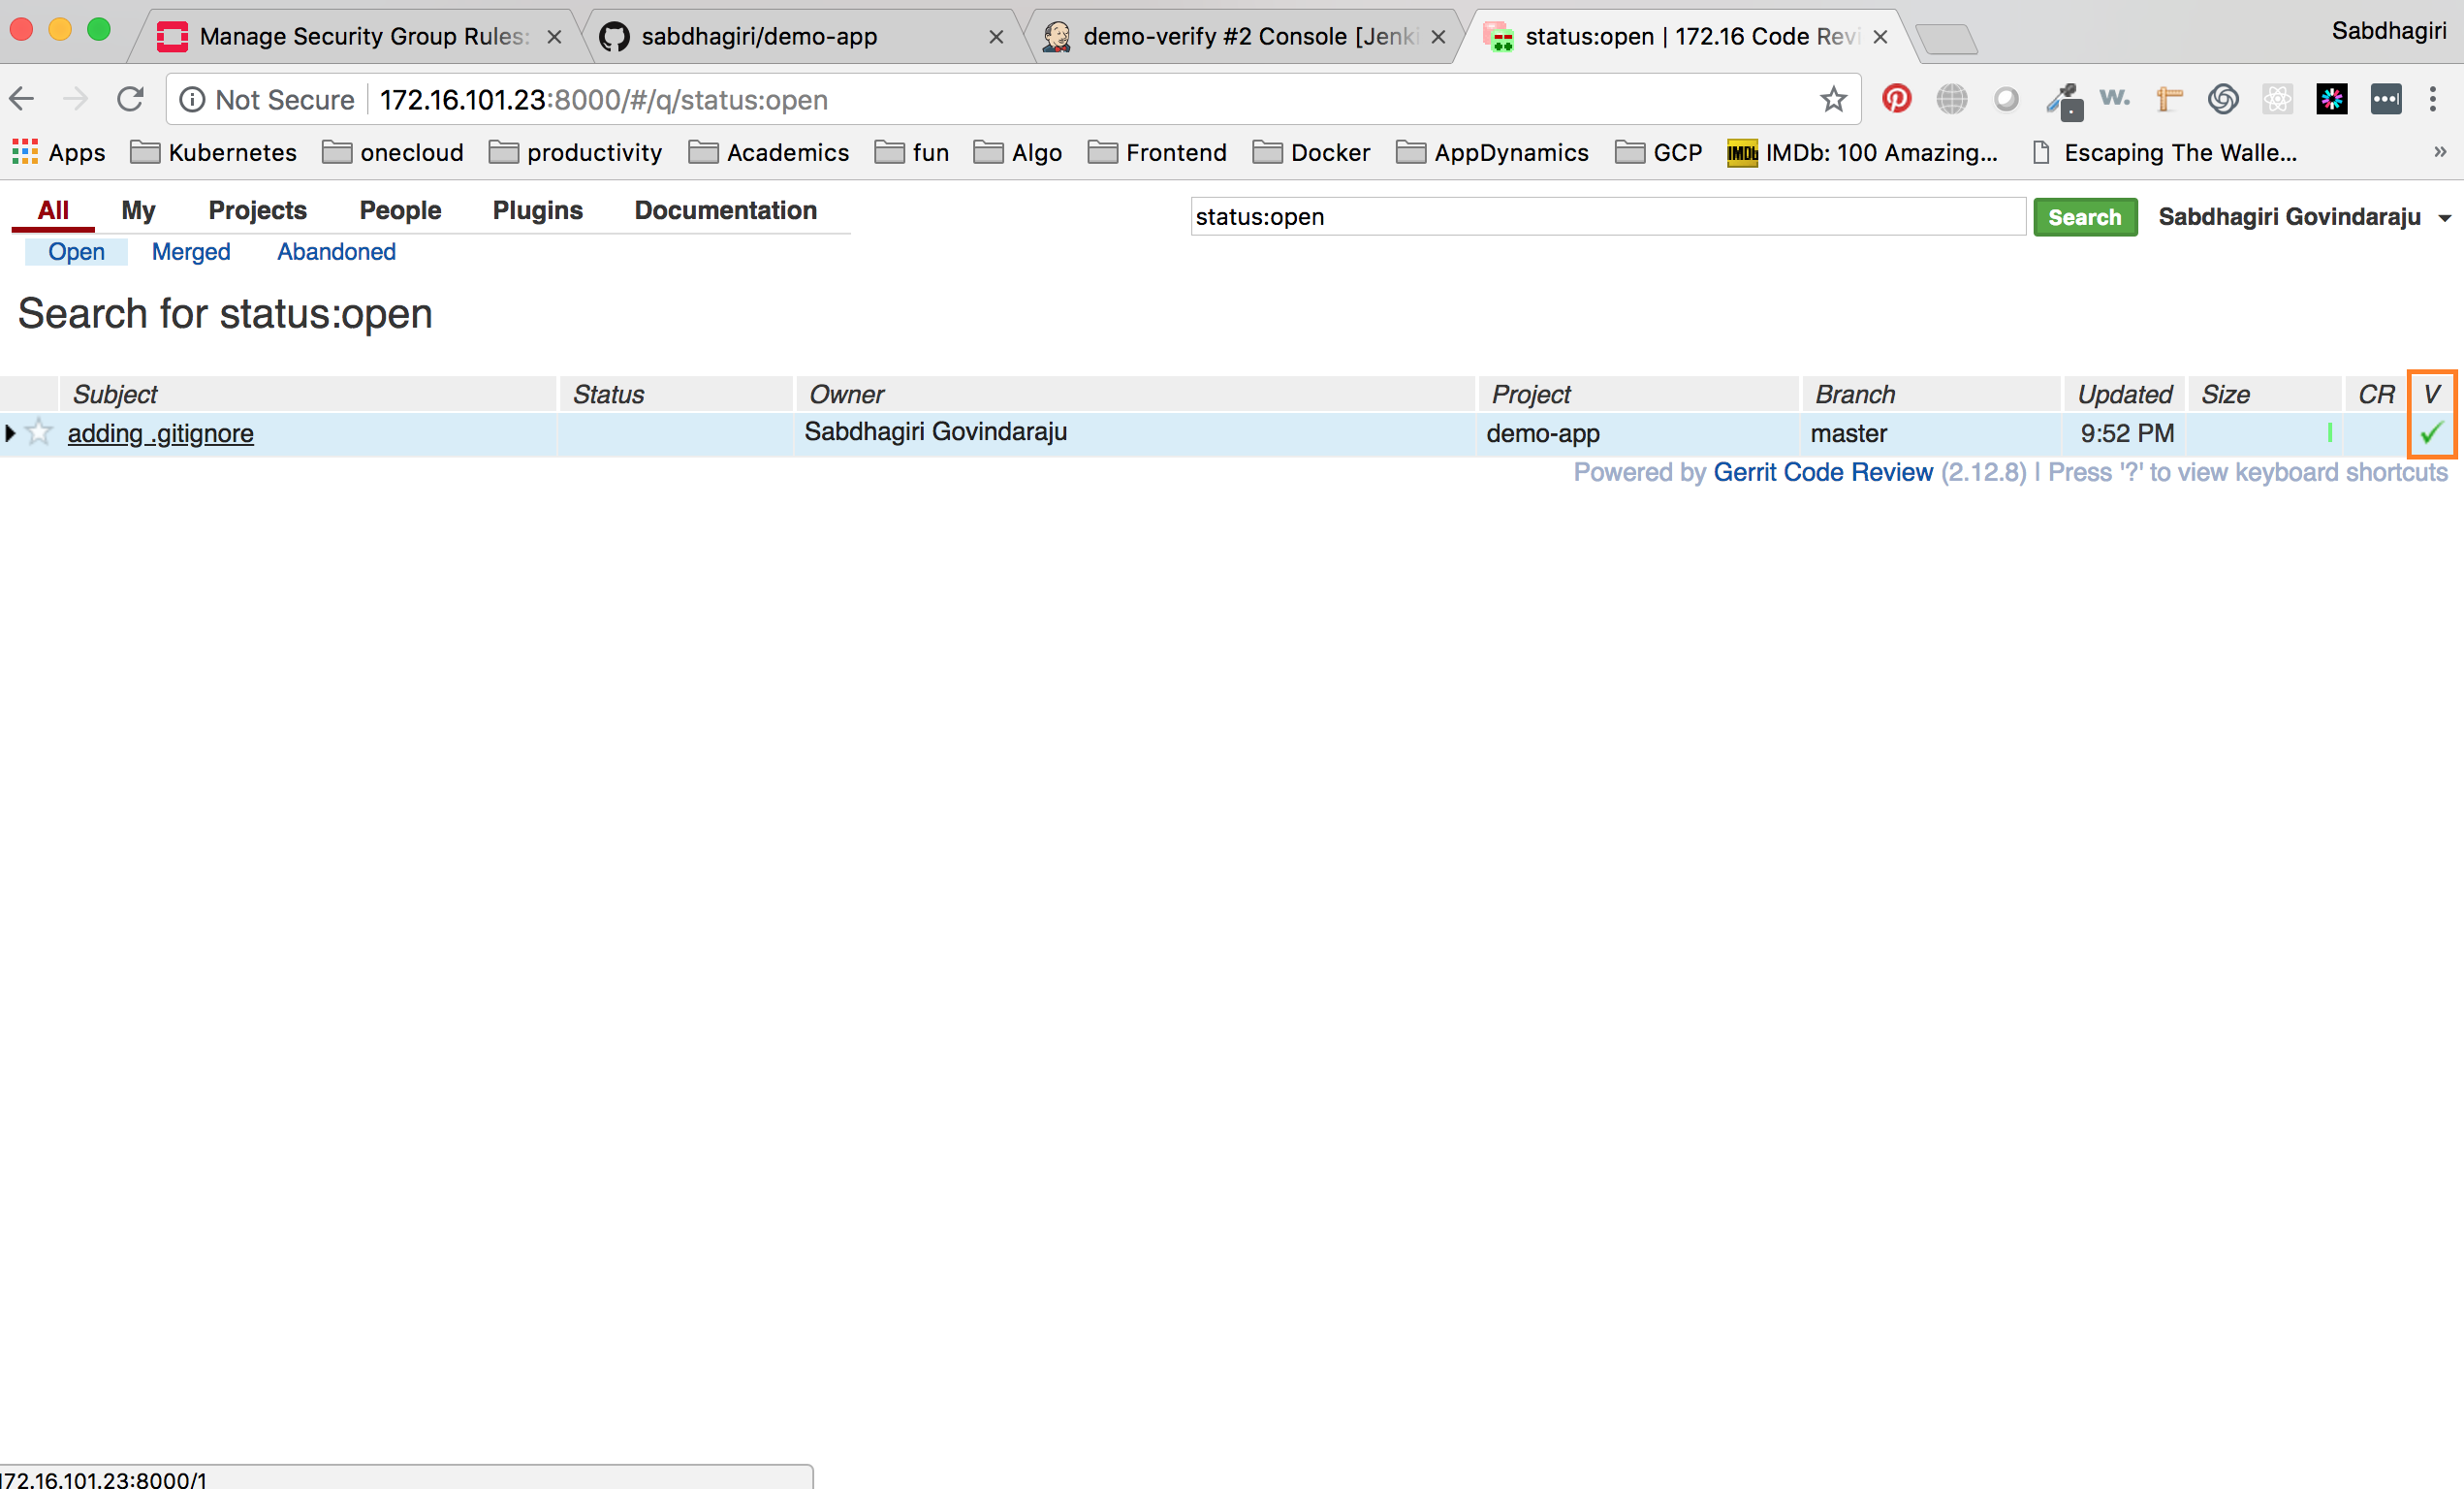 Manage Security Group Rules:
sabdhagiri/demo-app
demo-verify #2 Console [Jenki
status:open | 172.16 Code Revi
Sabdhagiri
Not Secure 172.16.101.23:8000/#/q/status:open
w.
Apps Kubernetes onecloud productivity Academics fun Algo Frontend Docker AppDynamics GCP IMDb IMDb: 100 Amazing... Escaping The Walle... »
All My Projects People Plugins Documentation
status:open Search Sabdhagiri Govindaraju
Open Merged Abandoned
Search for status:open
Subject Status Owner Project Branch Updated Size CR V
adding .gitignore Sabdhagiri Govindaraju demo-app master 9:52 PM
Powered by Gerrit Code Review (2.12.8) | Press '?' to view keyboard shortcuts
172.16.101.23:8000/1